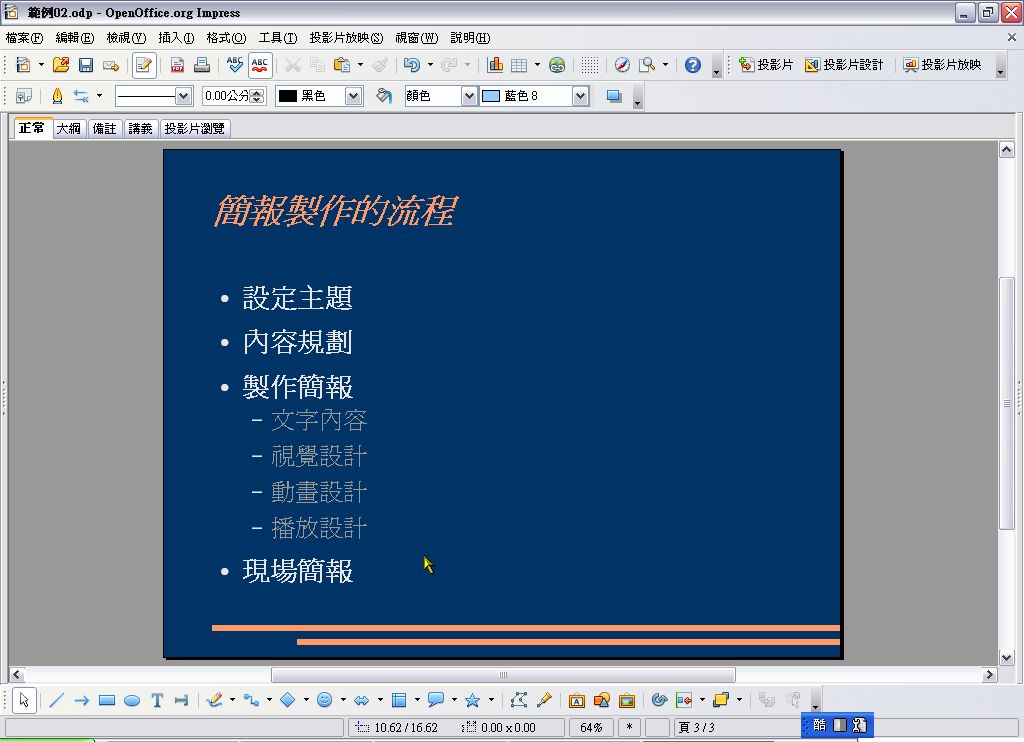 範例02.odp - OpenOffice.org Impress
檔案(F) 編輯(E) 檢視(V) 插入(I) 格式(O) 工具(T) 投影片放映(S) 視窗(W) 說明(H)
投影片 投影片設計 投影片放映
0.00公分 黑色 顏色 藍色 8
正常 大綱 備註 講義 投影片瀏覽
簡報製作的流程
• 設定主題
• 內容規劃
• 製作簡報
– 文字內容
– 視覺設計
– 動畫設計
– 播放設計
• 現場簡報
10.62 / 16.62 0.00 x 0.00 64% * 頁 3 / 3
酷